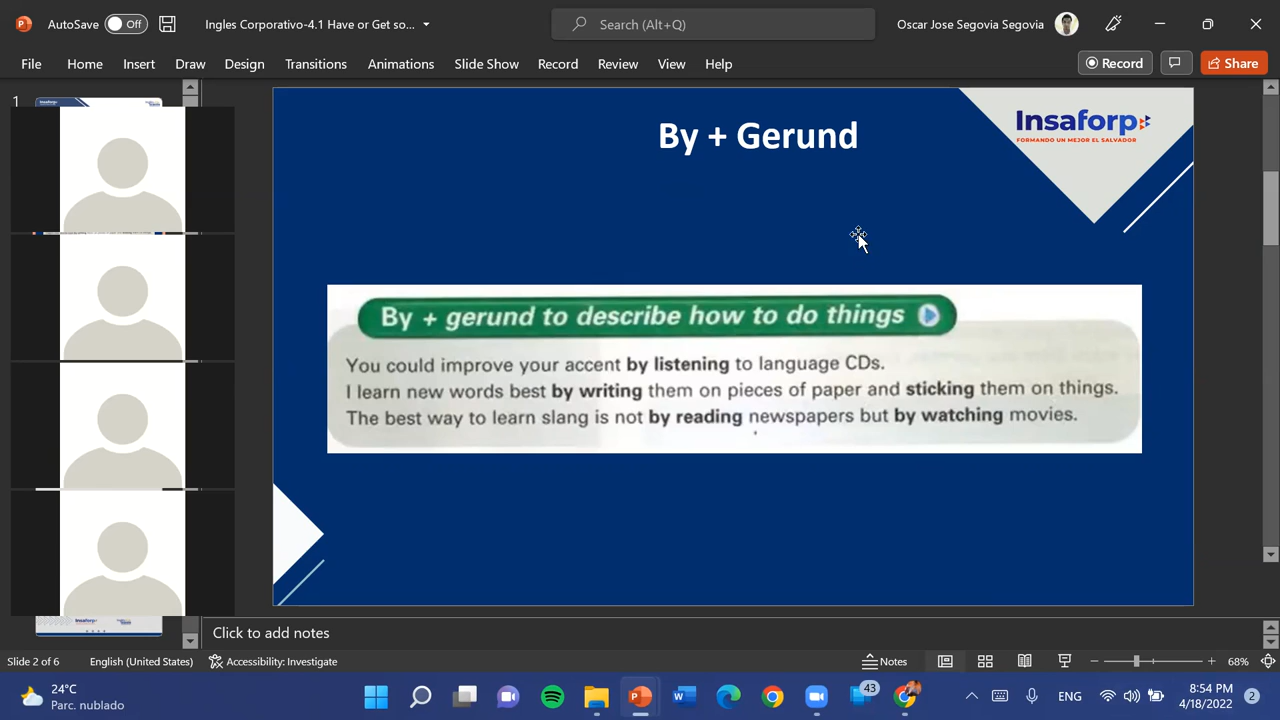 AutoSave Off Ingles Corporativo-4.1 Have or Get so... Search (Alt+Q) Oscar Jose Segovia Segovia
File Home Insert Draw Design Transitions Animations Slide Show Record Review View Help Record Share
1
By + Gerund
Insaforp
FORMANDO UN MEJOR EL SALVADOR
By + gerund to describe how to do things
You could improve your accent by listening to language CDs.
I learn new words best by writing them on pieces of paper and sticking them on things.
The best way to learn slang is not by reading newspapers but by watching movies.
Click to add notes
Slide 2 of 6 English (United States) Accessibility: Investigate Notes 68%
24°C
Parc. nublado
43
ENG
8:54 PM
4/18/2022
2